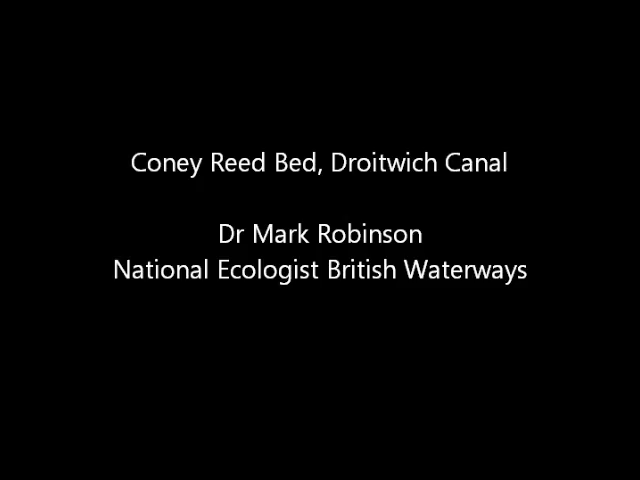 Coney Reed Bed, Droitwich Canal
Dr Mark Robinson
National Ecologist British Waterways